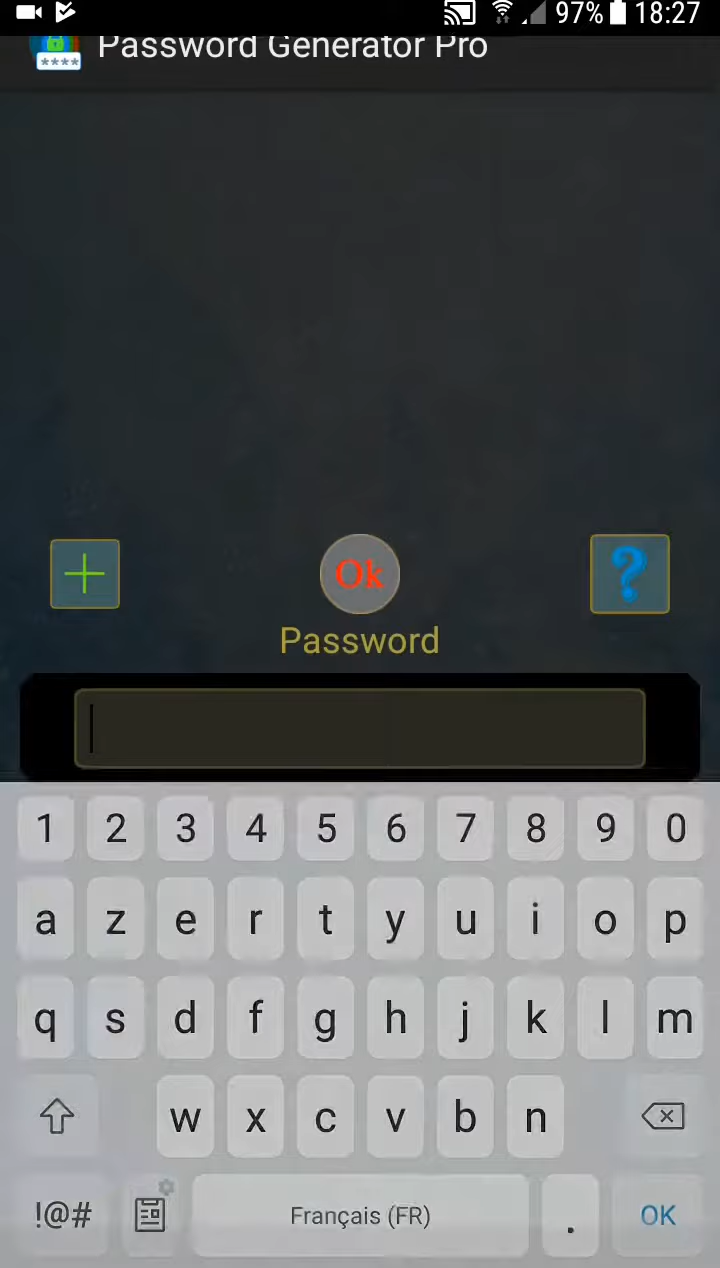 97% 18:27
****
Password Generator Pro
+ Ok ?
Password
1 2 3 4 5 6 7 8 9 0
a z e r t y u i o p
q s d f g h j k l m
w x c v b n
!@# Français (FR) . OK